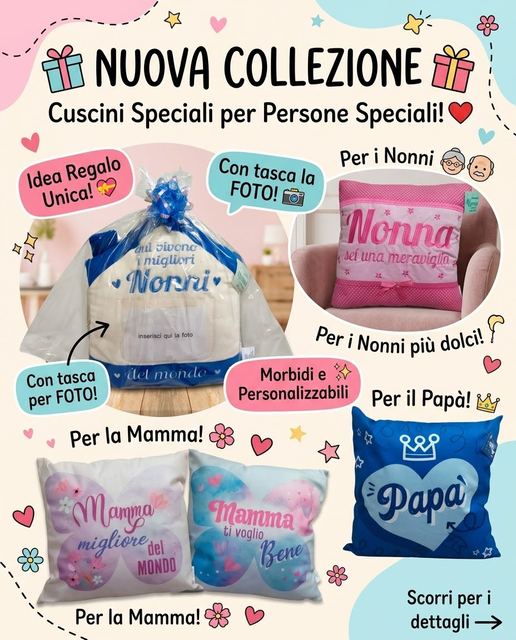 NUOVA COLLEZIONE
Cuscini Speciali per Persone Speciali!
Idea Regalo
Unica!
Con tasca la
FOTO!
Per i Nonni
qui vivono
i migliori
Nonni
inserisci qui la foto
del mondo
Nonna
sei una meraviglia
Con tasca
per FOTO!
Morbidi e
Personalizzabili
Per i Nonni più dolci!
Per il Papà!
Per la Mamma!
Mamma
migliore
del
MONDO
Mamma
ti voglio
Bene
Papà
Per la Mamma!
Scorri per i
dettagli